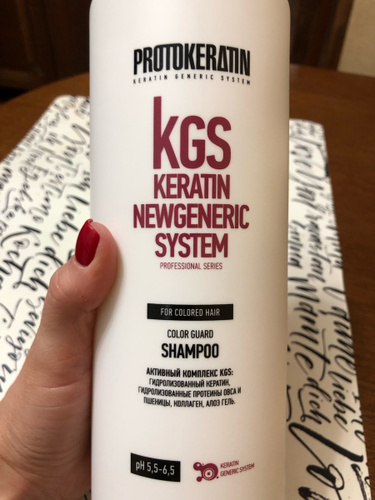 PROTOKERATIN
KERATIN GENERIC SYSTEM
KGS
KERATIN
NEWGENERIC
SYSTEM
PROFESSIONAL SERIES
FOR COLORED HAIR
COLOR GUARD
SHAMPOO
АКТИВНЫЙ КОМПЛЕКС KGS:
ГИДРОЛИЗОВАННЫЙ КЕРАТИН,
ГИДРОЛИЗОВАННЫЕ ПРОТЕИНЫ ОВСА И
ПШЕНИЦЫ, КОЛЛАГЕН, АЛОЭ ГЕЛЬ.
pH 5,5-6,5
KERATIN
GENERIC SYSTEM